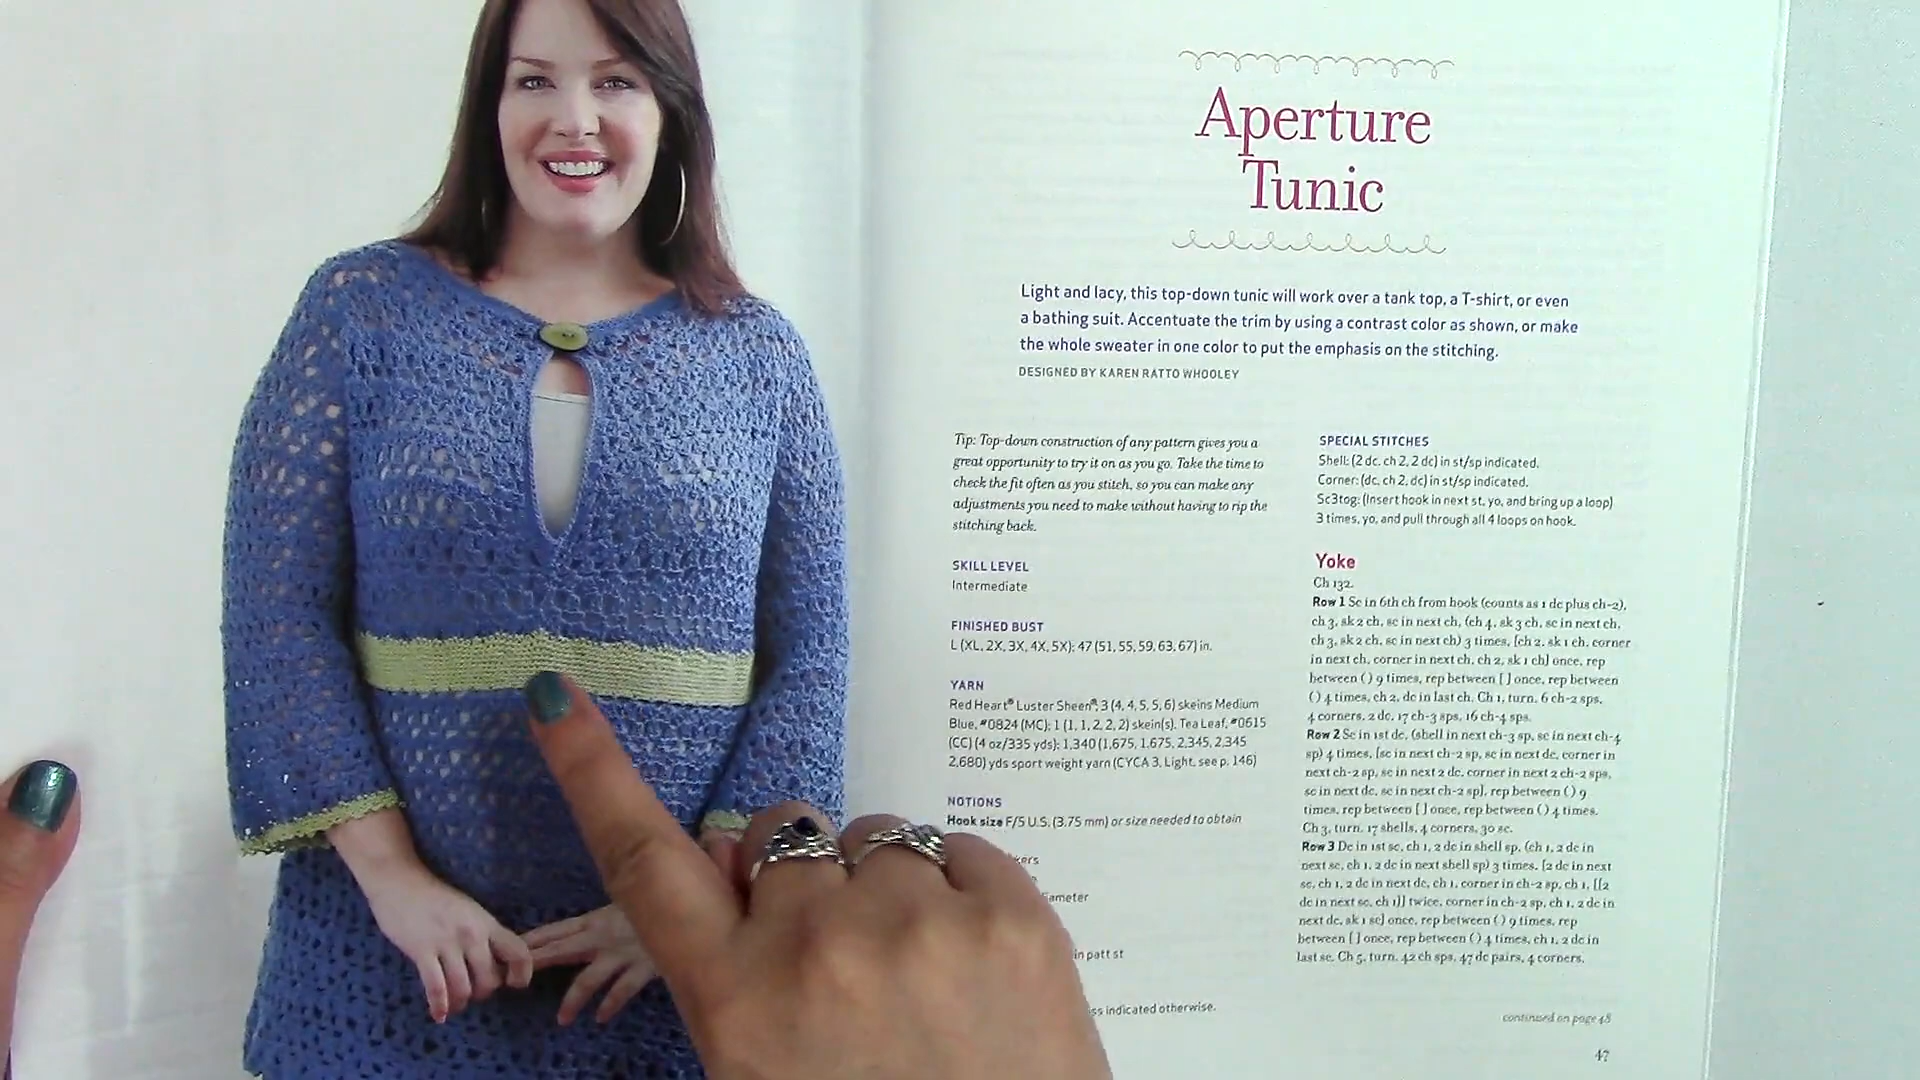 Aperture
Tunic
Light and lacy, this top-down tunic will work over a tank top, a T-shirt, or even
a bathing suit. Accentuate the trim by using a contrast color as shown, or make
the whole sweater in one color to put the emphasis on the stitching.
DESIGNED BY KAREN RATTO WHOOLEY
Tip: Top-down construction of any pattern gives you a
great opportunity to try it on as you go. Take the time to
check the fit often as you stitch, so you can make any
adjustments you need to make without having to rip the
stitching back.
SKILL LEVEL
Intermediate
FINISHED BUST
L (XL, 2X, 3X, 4X, 5X): 47 (51, 55, 59, 63, 67) in.
YARN
Red Heart® Luster Sheen®, 3 (4, 4, 5, 5, 6) skeins Medium
Blue, #0824 (MC); 1 (1, 1, 2, 2, 2) skein(s), Tea Leaf, #0615
(CC) (4 oz/335 yds); 1,340 (1,675, 1,675, 2,345, 2,345
2,680) yds sport weight yarn (CYCA 3, Light, see p. 146)
NOTIONS
Hook size F/5 U.S. (3.75 mm) or size needed to obtain
kers
iameter
in patt st
ss indicated otherwise.
SPECIAL STITCHES
Shell: (2 dc, ch 2, 2 dc) in st/sp indicated.
Corner: (dc, ch 2, dc) in st/sp indicated.
Sc3tog: (Insert hook in next st, yo, and bring up a loop)
3 times, yo, and pull through all 4 loops on hook.
Yoke
Ch 132.
Row 1 Sc in 6th ch from hook (counts as 1 dc plus ch-2),
ch 3, sk 2 ch, sc in next ch, (ch 4, sk 3 ch, sc in next ch,
ch 3, sk 2 ch, sc in next ch) 3 times, [ch 2, sk 1 ch, corner
in next ch, corner in next ch, ch 2, sk 1 ch] once, rep
between ( ) 9 times, rep between [ ] once, rep between
( ) 4 times, ch 2, dc in last ch. Ch 1, turn. 6 ch-2 sps,
4 corners, 2 dc, 17 ch-3 sps, 16 ch-4 sps.
Row 2 Sc in 1st dc, (shell in next ch-3 sp, sc in next ch-4
sp) 4 times, [sc in next ch-2 sp, sc in next dc, corner in
next ch-2 sp, sc in next 2 dc, corner in next 2 ch-2 sps,
sc in next dc, sc in next ch-2 sp], rep between ( ) 9
times, rep between [ ] once, rep between ( ) 4 times.
Ch 3, turn. 17 shells, 4 corners, 30 sc.
Row 3 Dc in 1st sc, ch 1, 2 dc in shell sp, (ch 1, 2 dc in
next sc, ch 1, 2 dc in next shell sp) 3 times, [2 dc in next
sc, ch 1, 2 dc in next dc, ch 1, corner in ch-2 sp, ch 1, [[2
dc in next sc, ch 1]] twice, corner in ch-2 sp, ch 1, 2 dc in
next dc, sk 1 sc] once, rep between ( ) 9 times, rep
between [ ] once, rep between ( ) 4 times, ch 1, 2 dc in
last sc. Ch 5, turn. 42 ch sps, 47 dc pairs, 4 corners.
continued on page 48
47